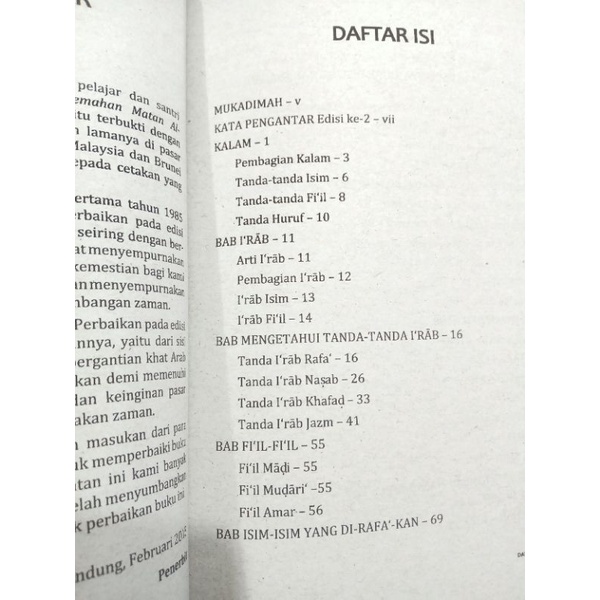 R
pelajar dan santri
emahan Matan Al-
itu terbukti dengan
n lamanya di pasar
Malaysia dan Brunei
epada cetakan yang
ertama tahun 1985
erbaikan pada edisi
seiring dengan ber-
at menyempurnakan
kemestian bagi kami
an menyempurnakan
mbangan zaman.
Perbaikan pada edisi
nnya, yaitu dari sisi
pergantian khat Arab
kan demi memenuhi
dan keinginan pasar
akan zaman.
n masukan dari para
uk memperbaiki buku
atan ini kami banyak
elah menyumbangkan
k perbaikan buku ini.
ndung, Februari 201
Penerbit
DAFTAR ISI
MUKADIMAH – v
KATA PENGANTAR Edisi ke-2 – vii
KALAM – 1
Pembagian Kalam – 3
Tanda-tanda Isim – 6
Tanda-tanda Fi‘il – 8
Tanda Huruf – 10
BAB I‘RĀB – 11
Arti I‘rāb – 11
Pembagian I‘rāb – 12
I‘rāb Isim – 13
I‘rāb Fi‘il – 14
BAB MENGETAHUI TANDA-TANDA I‘RĀB – 16
Tanda I‘rāb Rafa‘ – 16
Tanda I‘rāb Naṣab – 26
Tanda I‘rāb Khafaḍ – 33
Tanda I‘rāb Jazm – 41
BAB FI‘IL-FI‘IL – 55
Fi‘il Māḍi – 55
Fi‘il Muḍāri‘ –55
Fi‘il Amar – 56
BAB ISIM-ISIM YANG DI-RAFA‘-KAN – 69
DA